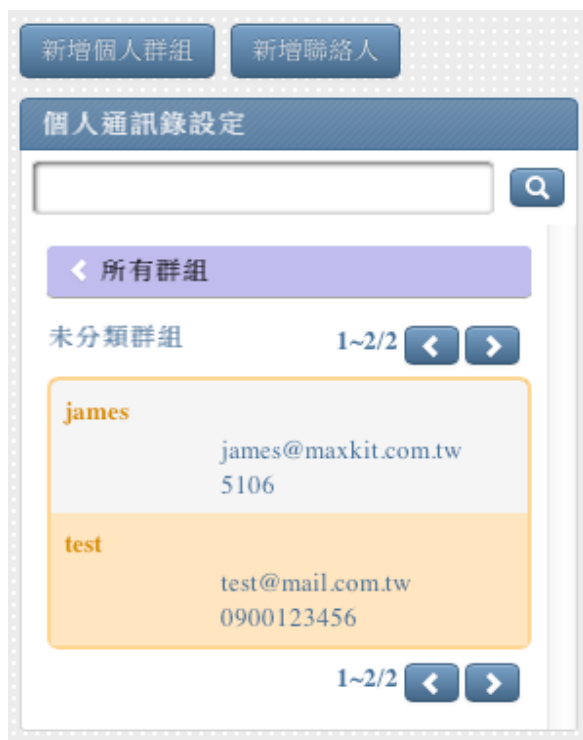 新增個人群組 新增聯絡人
個人通訊錄設定
所有群組
未分類群組 1~2/2
james
james@maxkit.com.tw
5106
test
test@mail.com.tw
0900123456
1~2/2